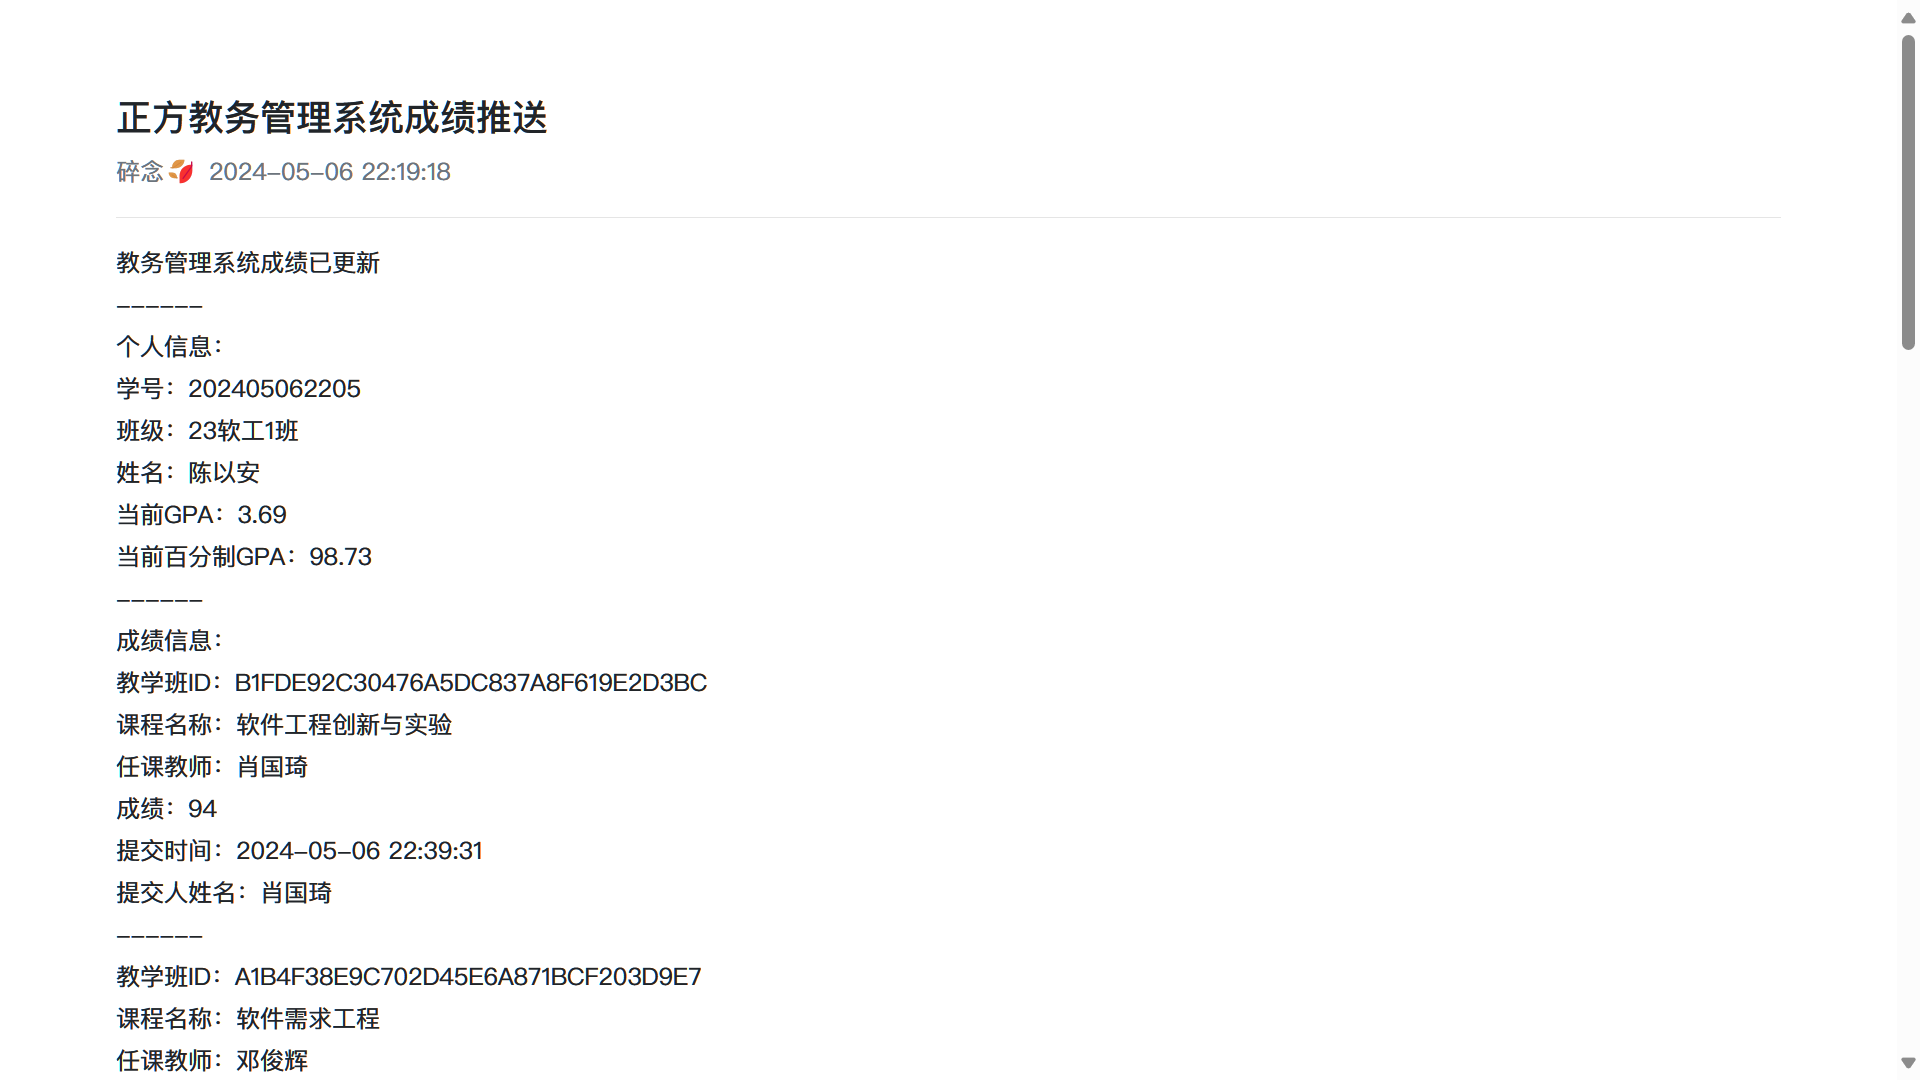 正方教务管理系统成绩推送
碎念🍂 2024-05-06 22:19:18
教务管理系统成绩已更新
------
个人信息：
学号：202405062205
班级：23软工1班
姓名：陈以安
当前GPA：3.69
当前百分制GPA：98.73
------
成绩信息：
教学班ID：B1FDE92C30476A5DC837A8F619E2D3BC
课程名称：软件工程创新与实验
任课教师：肖国琦
成绩：94
提交时间：2024-05-06 22:39:31
提交人姓名：肖国琦
------
教学班ID：A1B4F38E9C702D45E6A871BCF203D9E7
课程名称：软件需求工程
任课教师：邓俊辉